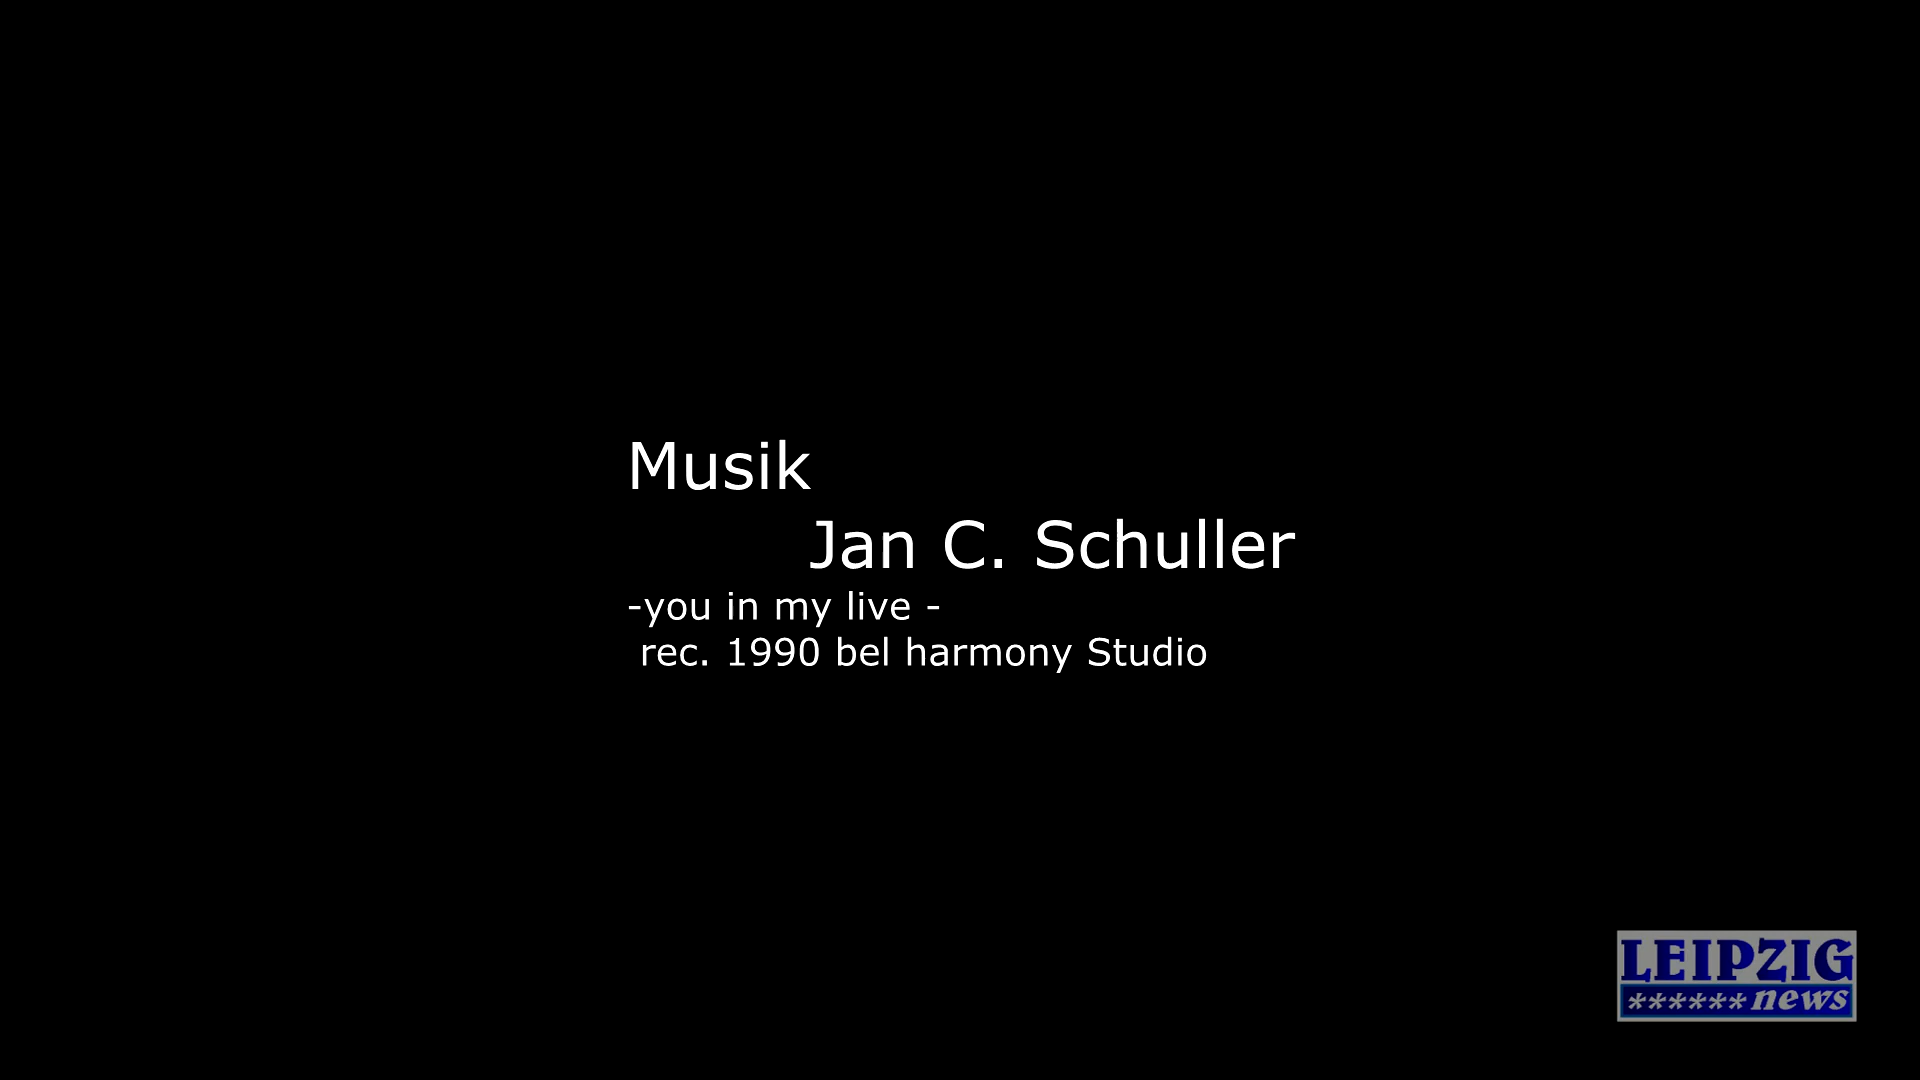 Musik
Jan C. Schuller
-you in my live -
rec. 1990 bel harmony Studio
LEIPZIG
******news